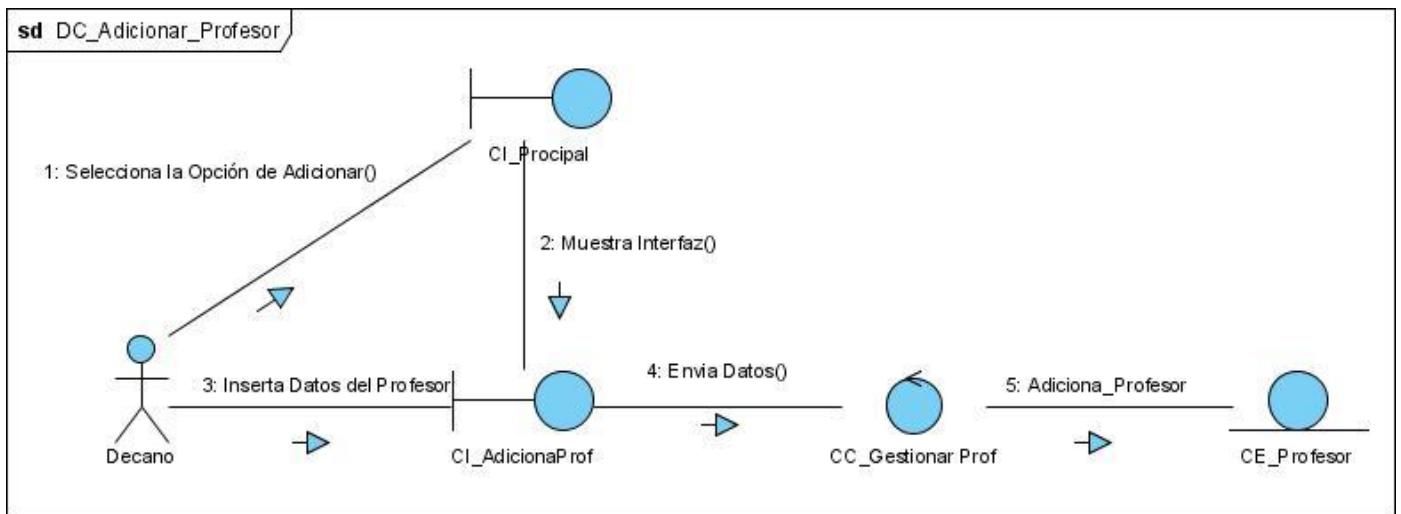 sd DC_Adicionar_Profesor
CI_Procipal
1: Selecciona la Opción de Adicionar()
2: Muestra Interfaz()
3: Inserta Datos del Profesor
4: Envia Datos()
5: Adiciona_Profesor
Decano
CI_AdicionaProf
CC_Gestionar Prof
CE_Profesor